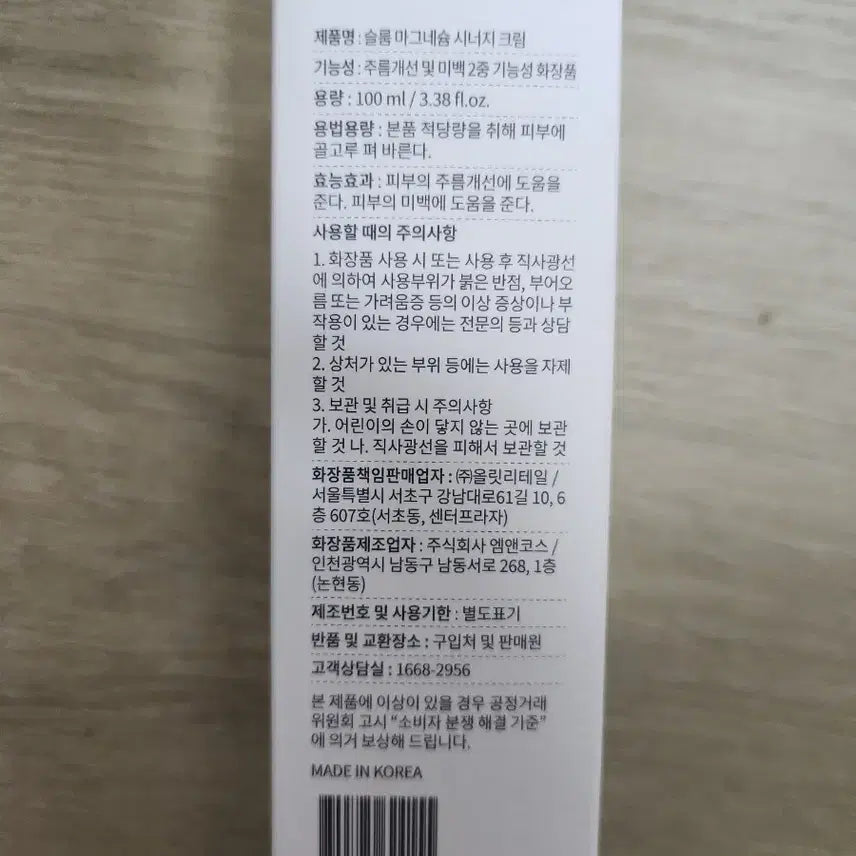 제품명 : 슬룸 마그네슘 시너지 크림
기능성 : 주름개선 및 미백 2중 기능성 화장품
용량 : 100 ml / 3.38 fl.oz.
용법용량 : 본품 적당량을 취해 피부에
골고루 펴 바른다.
효능효과 : 피부의 주름개선에 도움을
준다. 피부의 미백에 도움을 준다.
사용할 때의 주의사항
1. 화장품 사용 시 또는 사용 후 직사광선
에 의하여 사용부위가 붉은 반점, 부어오
름 또는 가려움증 등의 이상 증상이나 부
작용이 있는 경우에는 전문의 등과 상담
할 것
2. 상처가 있는 부위 등에는 사용을 자제
할 것
3. 보관 및 취급 시 주의사항
가. 어린이의 손이 닿지 않는 곳에 보관
할 것 나. 직사광선을 피해서 보관할 것
화장품책임판매업자 : ㈜올릿리테일 /
서울특별시 서초구 강남대로61길 10, 6
층 607호(서초동, 센터프라자)
화장품제조업자 : 주식회사 엠앤코스 /
인천광역시 남동구 남동서로 268, 1층
(논현동)
제조번호 및 사용기한 : 별도표기
반품 및 교환장소 : 구입처 및 판매원
고객상담실 : 1668-2956
본 제품에 이상이 있을 경우 공정거래
위원회 고시 “소비자 분쟁 해결 기준”
에 의거 보상해 드립니다.
MADE IN KOREA